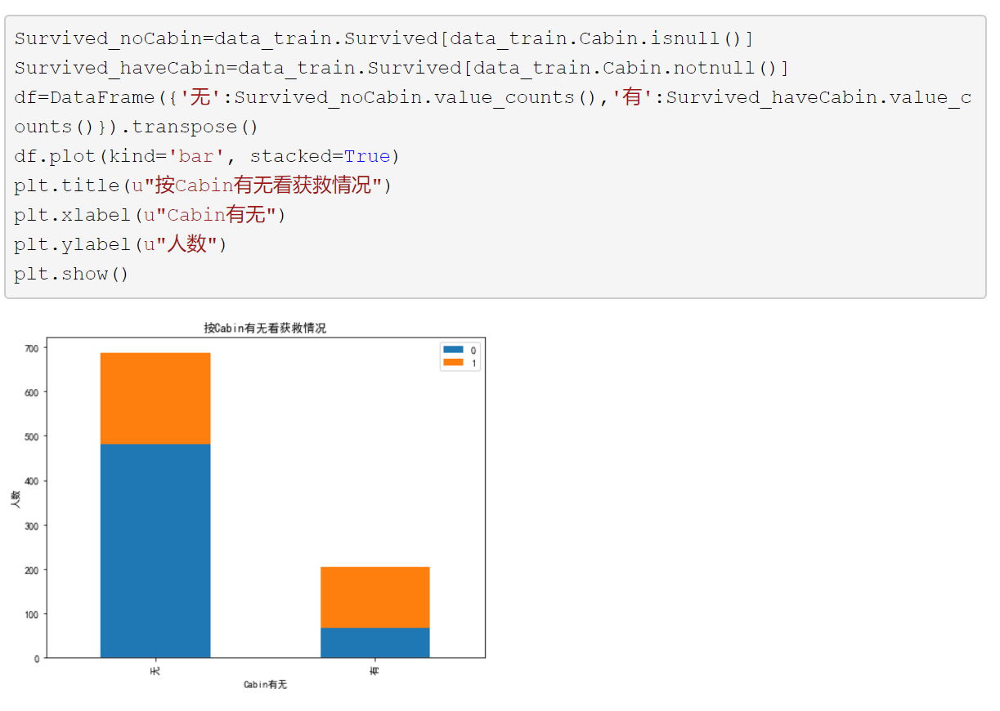 Survived_noCabin=data_train.Survived[data_train.Cabin.isnull()]
Survived_haveCabin=data_train.Survived[data_train.Cabin.notnull()]
df=DataFrame({'无':Survived_noCabin.value_counts(),'有':Survived_haveCabin.value_c
ounts()}).transpose()
df.plot(kind='bar', stacked=True)
plt.title(u"按Cabin有无看获救情况")
plt.xlabel(u"Cabin有无")
plt.ylabel(u"人数")
plt.show()
按Cabin有无看获救情况
0
1
700
600
500
400
300
200
100
0
人数
无
有
Cabin有无